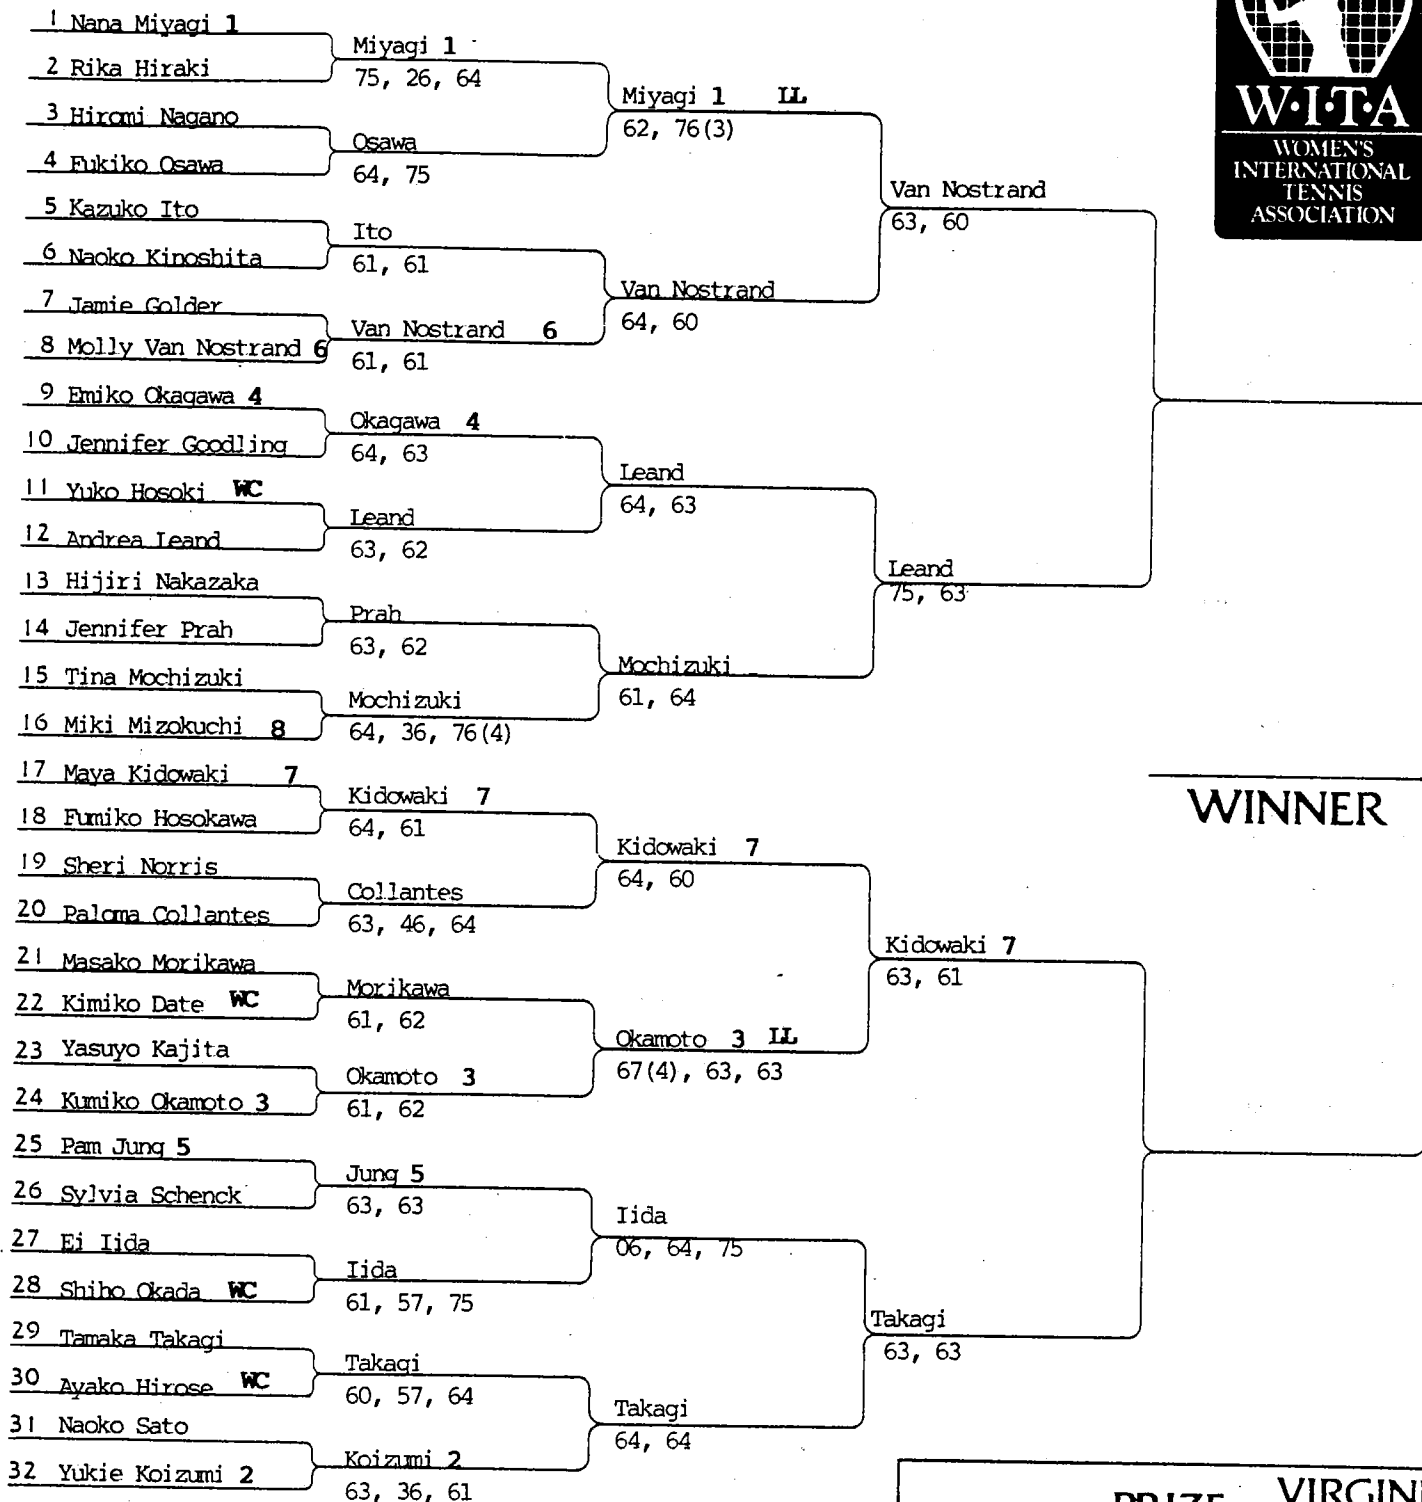 1 Nana Miyagi 1
2 Rika Hiraki
3 Hiromi Nagano
4 Fukiko Osawa
5 Kazuko Ito
6 Naoko Kinoshita
7 Jamie Golder
8 Molly Van Nostrand 6
9 Emiko Okagawa 4
10 Jennifer Goodling
11 Yuko Hosoki WC
12 Andrea Leand
13 Hijiri Nakazaka
14 Jennifer Prah
15 Tina Mochizuki
16 Miki Mizokuchi 8
17 Maya Kidowaki 7
18 Fumiko Hosokawa
19 Sheri Norris
20 Paloma Collantes
21 Masako Morikawa
22 Kimiko Date WC
23 Yasuyo Kajita
24 Kumiko Okamoto 3
25 Pam Jung 5
26 Sylvia Schenck
27 Ei Iida
28 Shiho Okada WC
29 Tamaka Takagi
30 Ayako Hirose WC
31 Naoko Sato
32 Yukie Koizumi 2
Miyagi 1
75, 26, 64
Osawa
64, 75
Ito
61, 61
Van Nostrand 6
61, 61
Okagawa 4
64, 63
Leand
63, 62
Prah
63, 62
Mochizuki
64, 36, 76(4)
Kidowaki 7
64, 61
Collantes
63, 46, 64
Morikawa
61, 62
Okamoto 3
61, 62
Jung 5
63, 63
Iida
61, 57, 75
Takagi
60, 57, 64
Koizumi 2
63, 36, 61
Miyagi 1 LL
62, 76(3)
Van Nostrand
64, 60
Leand
64, 63
Mochizuki
61, 64
Kidowaki 7
64, 60
Okamoto 3 LL
67(4), 63, 63
Iida
06, 64, 75
Takagi
64, 64
Van Nostrand
63, 60
Leand
75, 63
Kidowaki 7
63, 61
Takagi
63, 63
W·I·T·A
WOMEN'S
INTERNATIONAL
TENNIS
ASSOCIATION
WINNER
PRIZE VIRGIN